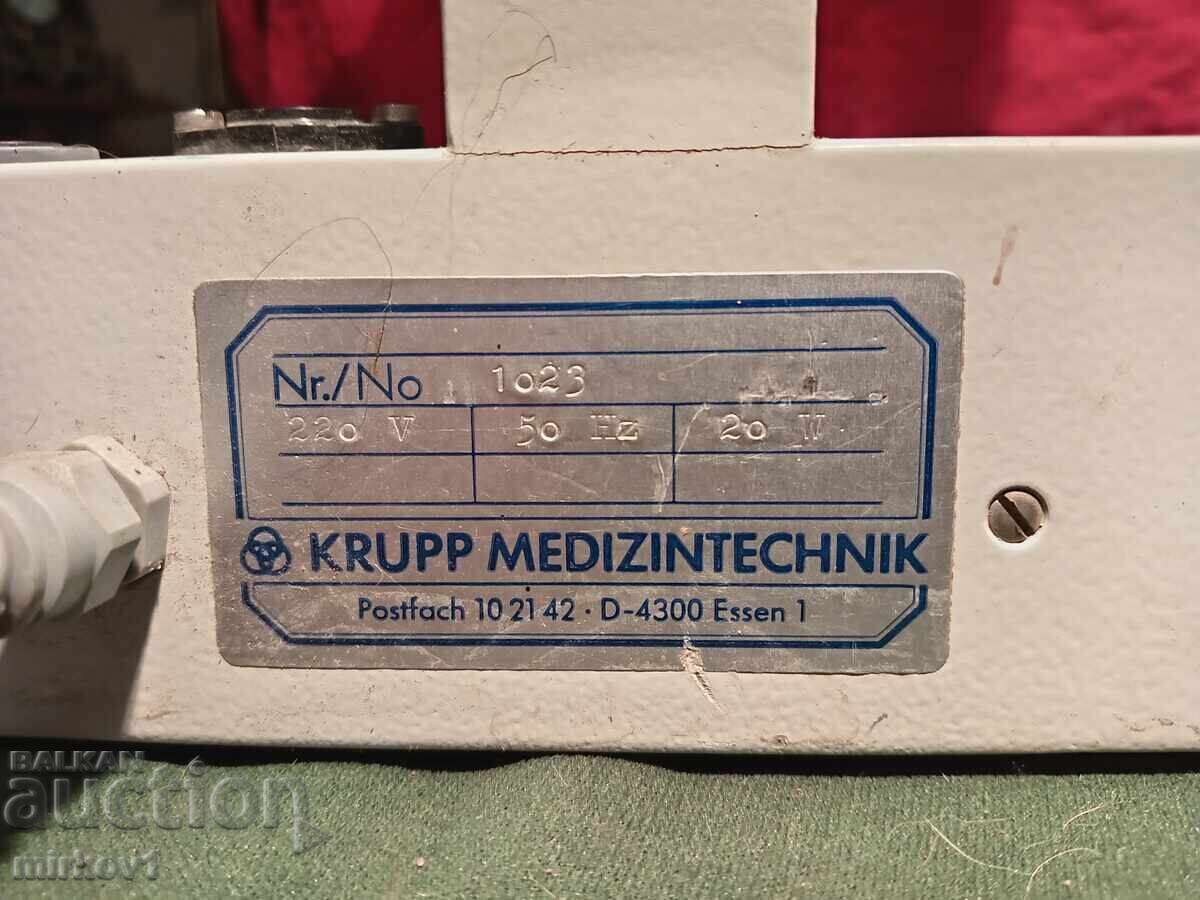 Nr./No 1023
220 V 50 Hz 20 W
KRUPP MEDIZINTECHNIK
Postfach 10 21 42 · D-4300 Essen 1
BALKAN
auction
mirkov1